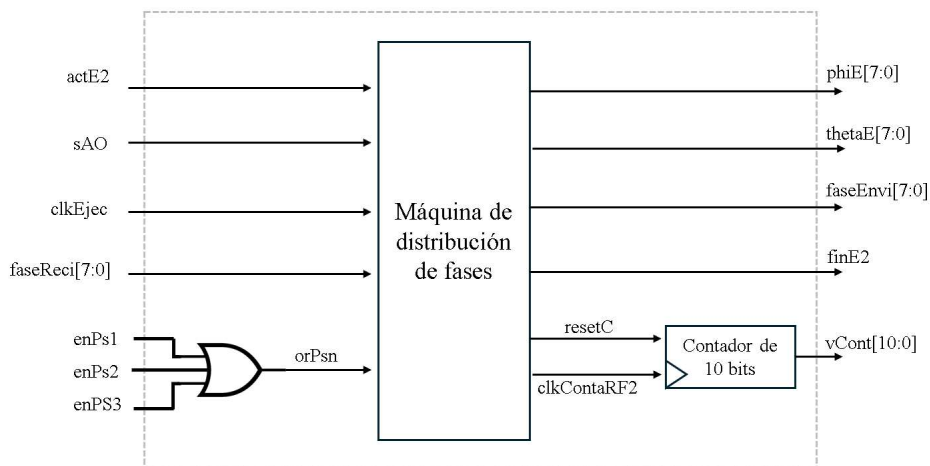 actE2
sAO
clkEjec
faseReci[7:0]
enPs1
enPs2
enPS3
orPsn
Máquina de
distribución
de fases
phiE[7:0]
thetaE[7:0]
faseEnvi[7:0]
finE2
resetC
clkContaRF2
Contador de
10 bits
vCont[10:0]